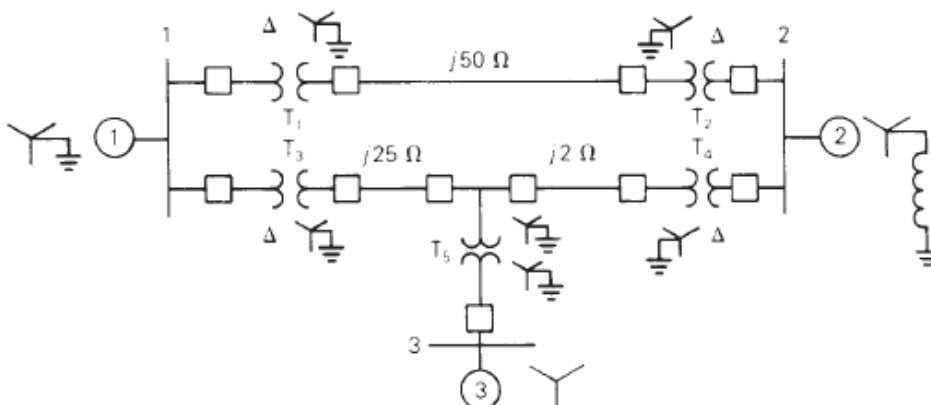 1 Δ Δ 2
j50 Ω
1 T₁ T₂ 2
T₃ j25 Ω j2 Ω T₄
Δ T₅ Δ
3
3